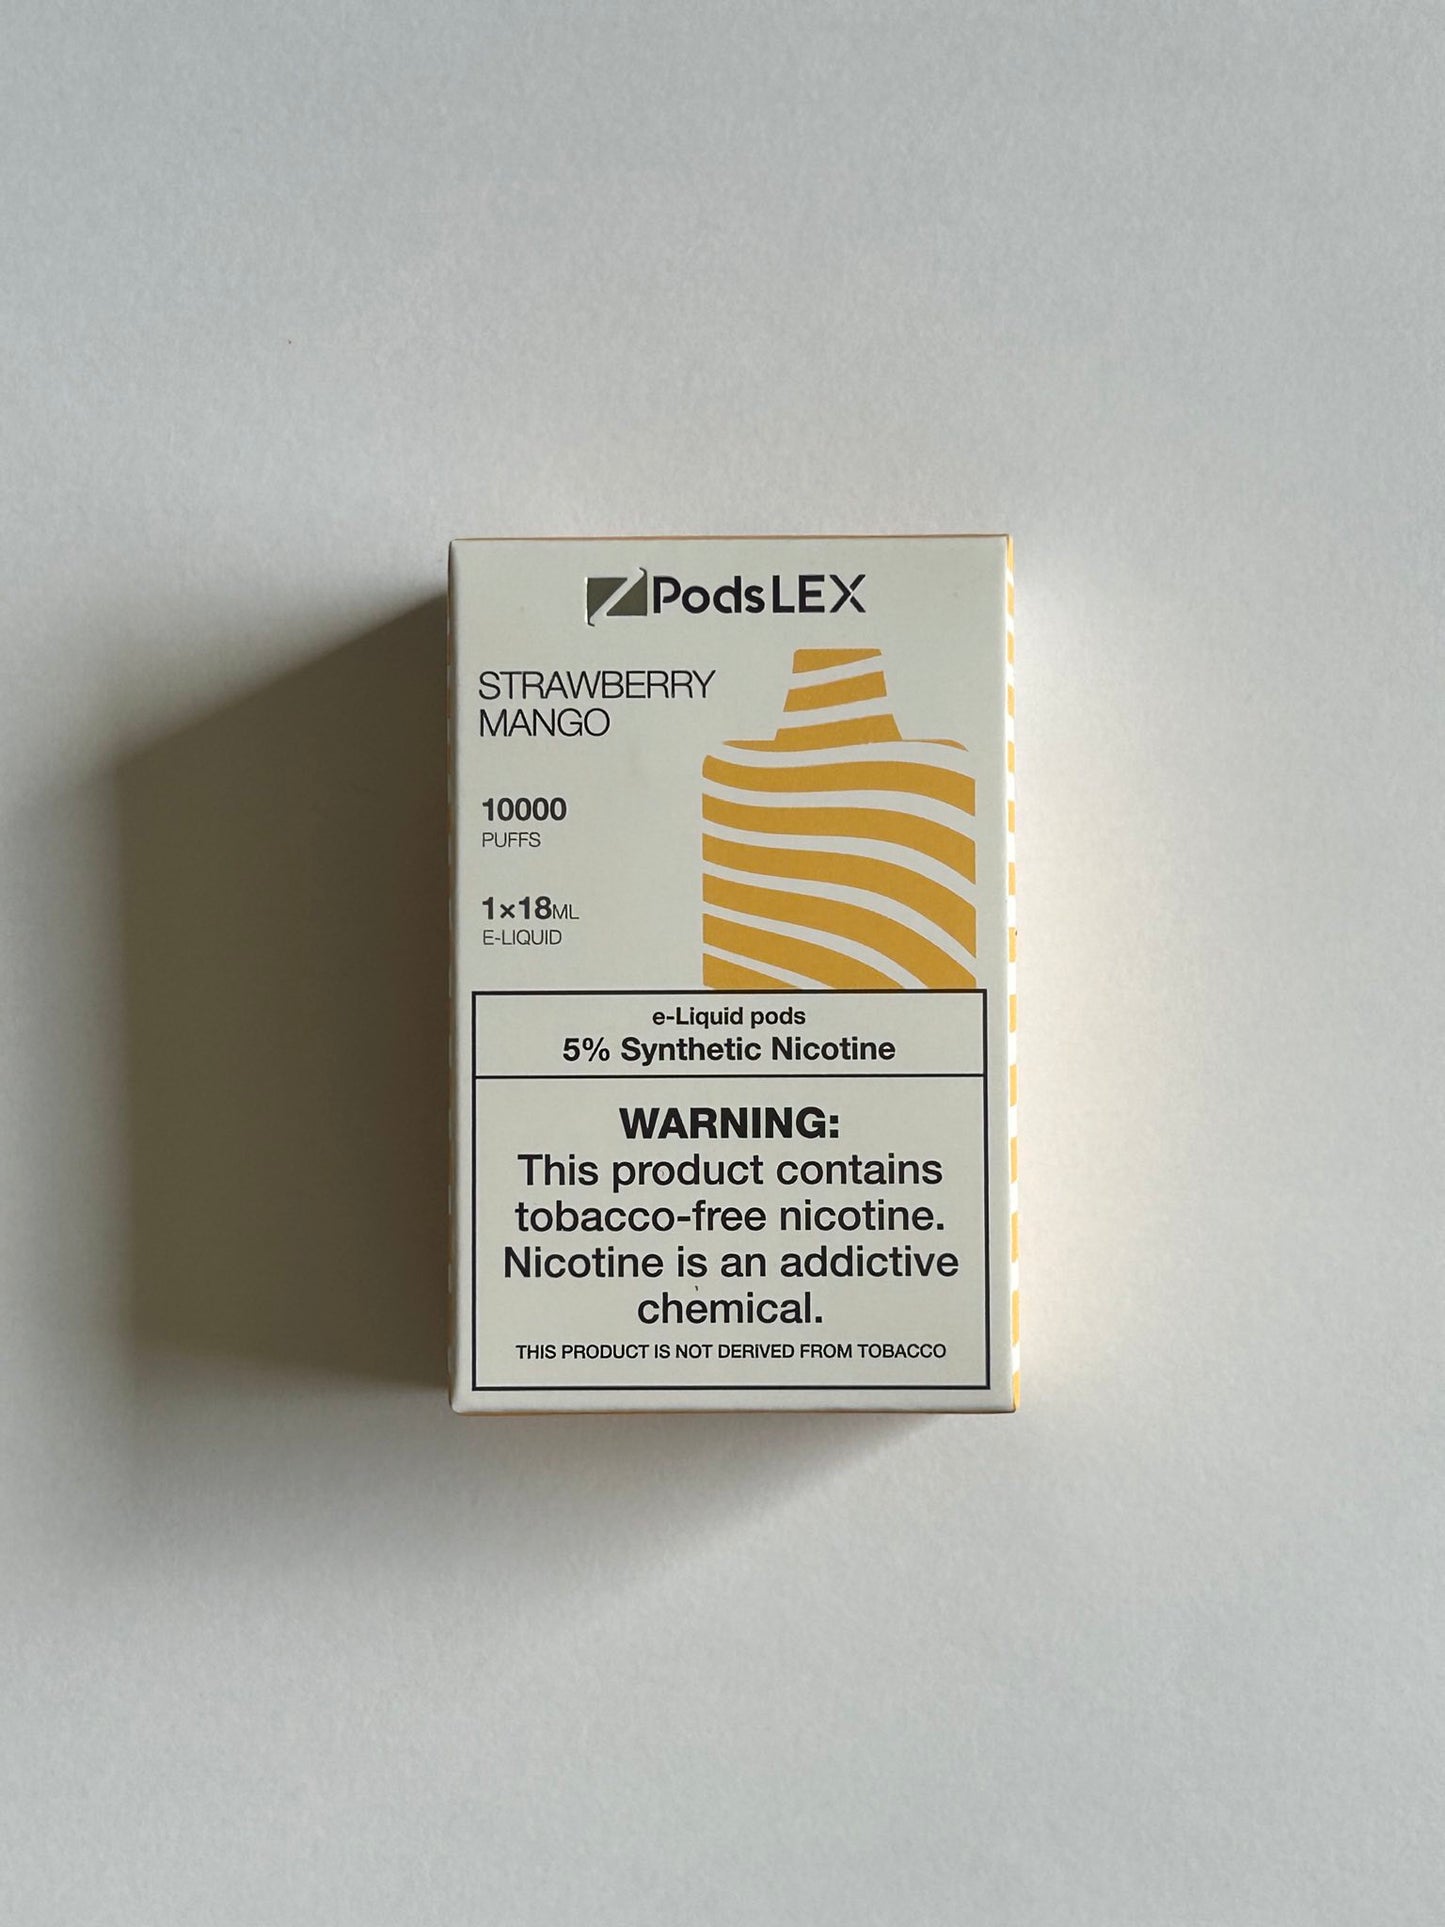 PodsLEX
STRAWBERRY
MANGO
10000
PUFFS
1×18ML
E-LIQUID
e-Liquid pods
5% Synthetic Nicotine
WARNING:
This product contains
tobacco-free nicotine.
Nicotine is an addictive
chemical.
THIS PRODUCT IS NOT DERIVED FROM TOBACCO